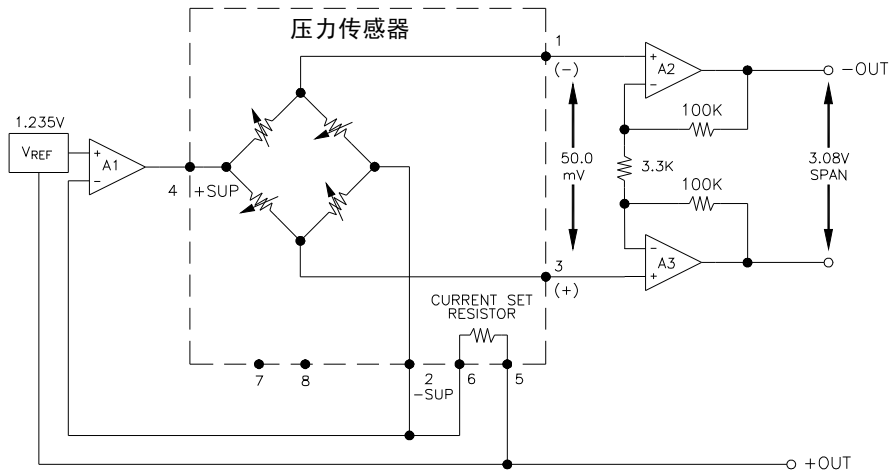 压力传感器
1.235V
VREF
+
−
A1
4
+SUP
1
(−)
50.0
mV
3
(+)
+
−
A2
100K
3.3K
100K
−
+
A3
−OUT
3.08V
SPAN
CURRENT SET
RESISTOR
7
8
2
−SUP
6
5
+OUT